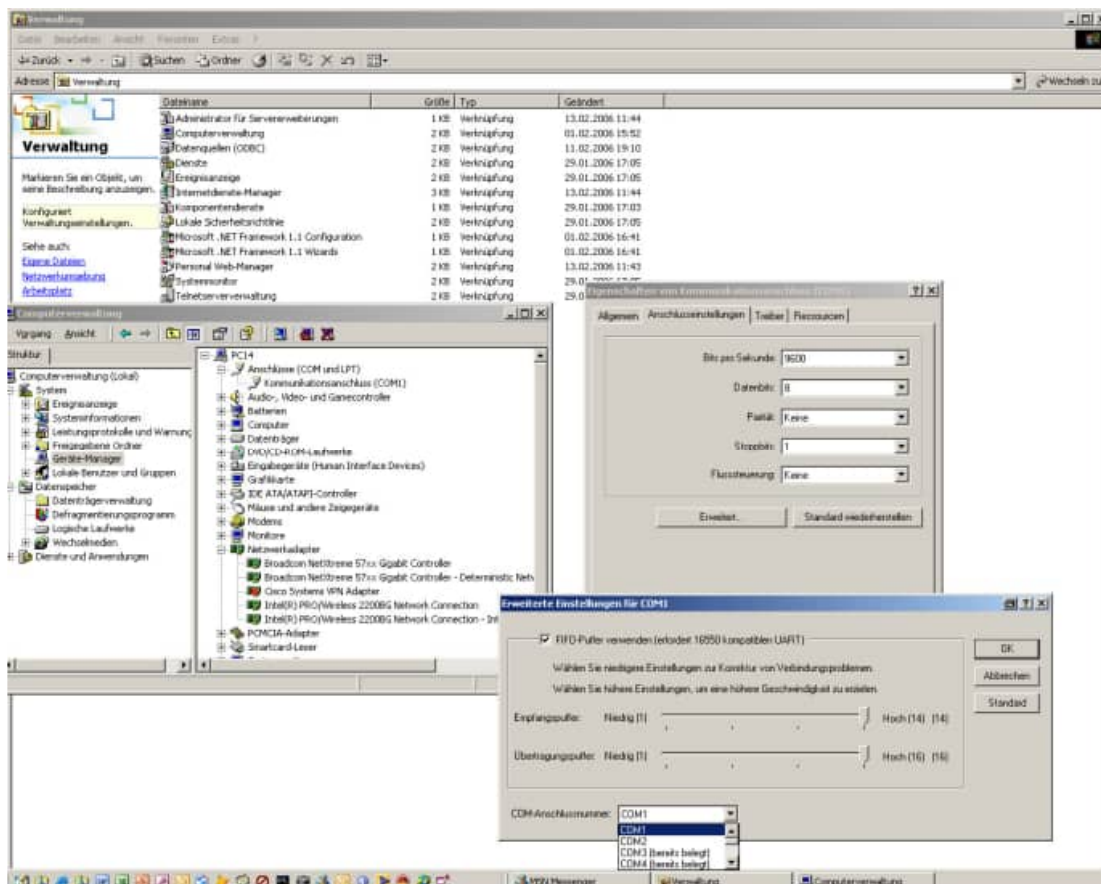 Verwaltung
Datei Bearbeiten Ansicht Favoriten Extras ?
Zurück Suchen Ordner
Adresse Verwaltung Wechseln zu
Verwaltung
Markieren Sie ein Objekt, um
seine Beschreibung anzuzeigen.
Konfiguriert
Verwaltungseinstellungen.
Siehe auch:
Eigene Dateien
Netzwerkumgebung
Arbeitsplatz
Dateiname Größe Typ Geändert
Administrator für Servererweiterungen 1 KB Verknüpfung 13.02.2006 11:44
Computerverwaltung 2 KB Verknüpfung 01.02.2006 15:52
Datenquellen (ODBC) 2 KB Verknüpfung 11.02.2006 19:10
Dienste 2 KB Verknüpfung 29.01.2006 17:05
Ereignisanzeige 2 KB Verknüpfung 29.01.2006 17:05
Internetdienste-Manager 3 KB Verknüpfung 13.02.2006 11:44
Komponentendienste 1 KB Verknüpfung 29.01.2006 17:03
Lokale Sicherheitsrichtlinie 2 KB Verknüpfung 29.01.2006 17:05
Microsoft .NET Framework 1.1 Configuration 1 KB Verknüpfung 01.02.2006 16:41
Microsoft .NET Framework 1.1 Wizards 1 KB Verknüpfung 01.02.2006 16:41
Personal Web-Manager 2 KB Verknüpfung 13.02.2006 11:43
Systemmonitor 2 KB Verknüpfung
Telnetserververwaltung 2 KB Verknüpfung
Computerverwaltung
Vorgang Ansicht
Struktur
Computerverwaltung (Lokal)
System
Ereignisanzeige
Systeminformationen
Leistungsprotokolle und Warnung
Freigegebene Ordner
Geräte-Manager
Lokale Benutzer und Gruppen
Datenspeicher
Datenträgerverwaltung
Defragmentierungsprogramm
Logische Laufwerke
Wechselmedien
Dienste und Anwendungen
PC14
Anschlüsse (COM und LPT)
Kommunikationsanschluss (COM1)
Audio-, Video- und Gamecontroller
Batterien
Computer
Datenträger
DVD/CD-ROM-Laufwerke
Eingabegeräte (Human Interface Devices)
Grafikkarte
IDE ATA/ATAPI-Controller
Mäuse und andere Zeigegeräte
Modems
Monitore
Netzwerkadapter
Broadcom NetXtreme 57xx Gigabit Controller
Broadcom NetXtreme 57xx Gigabit Controller - Deterministic Netw
Cisco Systems VPN Adapter
Intel(R) PRO/Wireless 2200BG Network Connection
Intel(R) PRO/Wireless 2200BG Network Connection - Int
PCMCIA-Adapter
Smartcard-Leser
Eigenschaften von Kommunikationsanschluss (COM1)
Allgemein Anschlusseinstellungen Treiber Ressourcen
Bits pro Sekunde: 9600
Datenbits: 8
Parität: Keine
Stoppbits: 1
Flusssteuerung: Keine
Erweitert... Standard wiederherstellen
Erweiterte Einstellungen für COM1
FIFO-Puffer verwenden (erfordert 16550 kompatiblen UART)
Wählen Sie niedrigere Einstellungen zur Korrektur von Verbindungsproblemen.
Wählen Sie höhere Einstellungen, um eine höhere Geschwindigkeit zu erzielen.
Empfangspuffer: Niedrig (1) Hoch (14) (14)
Übertragungspuffer: Niedrig (1) Hoch (16) (16)
OK
Abbrechen
Standard
COM-Anschlussnummer: COM1
COM1
COM2
COM3 (bereits belegt)
COM4 (bereits belegt)
MSN Messenger Verwaltung Computerverwaltung